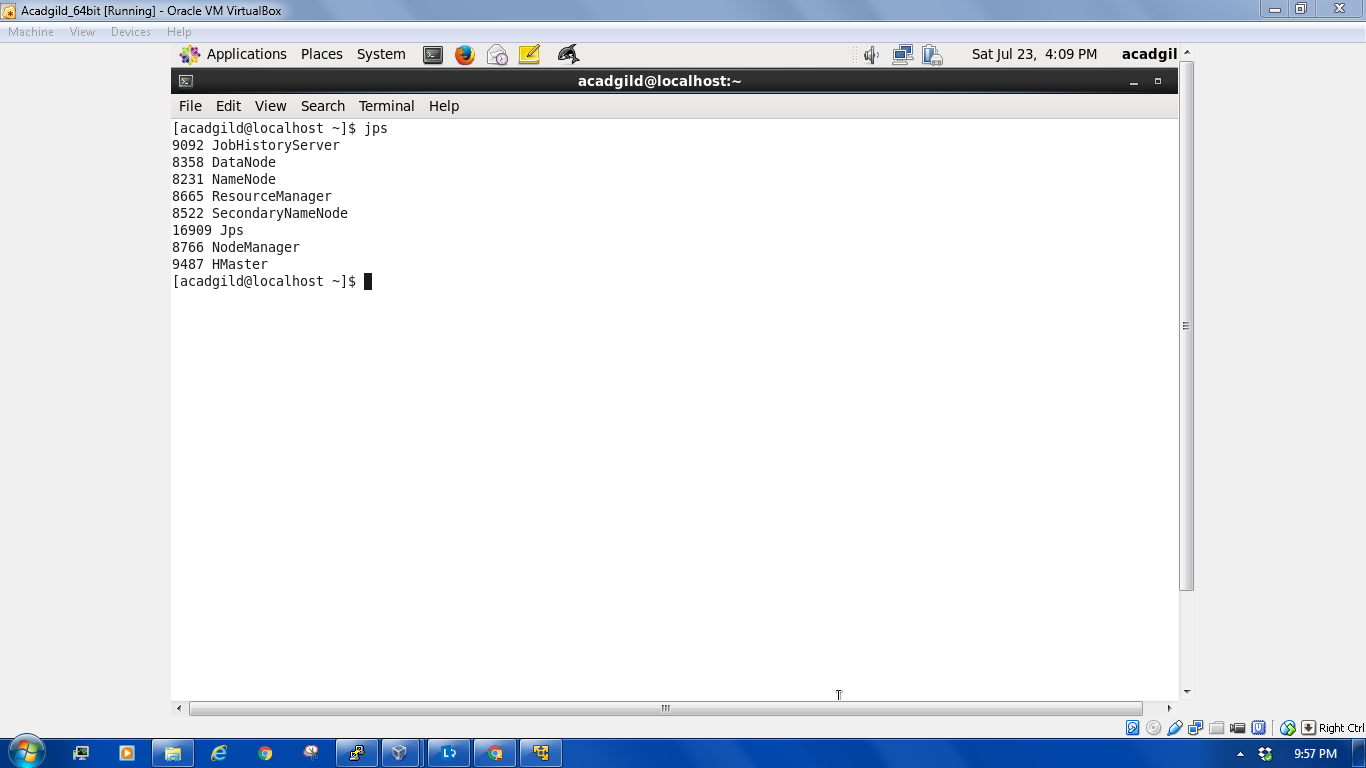 Acadgild_64bit [Running] - Oracle VM VirtualBox
Machine View Devices Help
Applications Places System Sat Jul 23, 4:09 PM acadgil
acadgild@localhost:~
File Edit View Search Terminal Help
[acadgild@localhost ~]$ jps
9092 JobHistoryServer
8358 DataNode
8231 NameNode
8665 ResourceManager
8522 SecondaryNameNode
16909 Jps
8766 NodeManager
9487 HMaster
[acadgild@localhost ~]$
Right Ctrl
9:57 PM